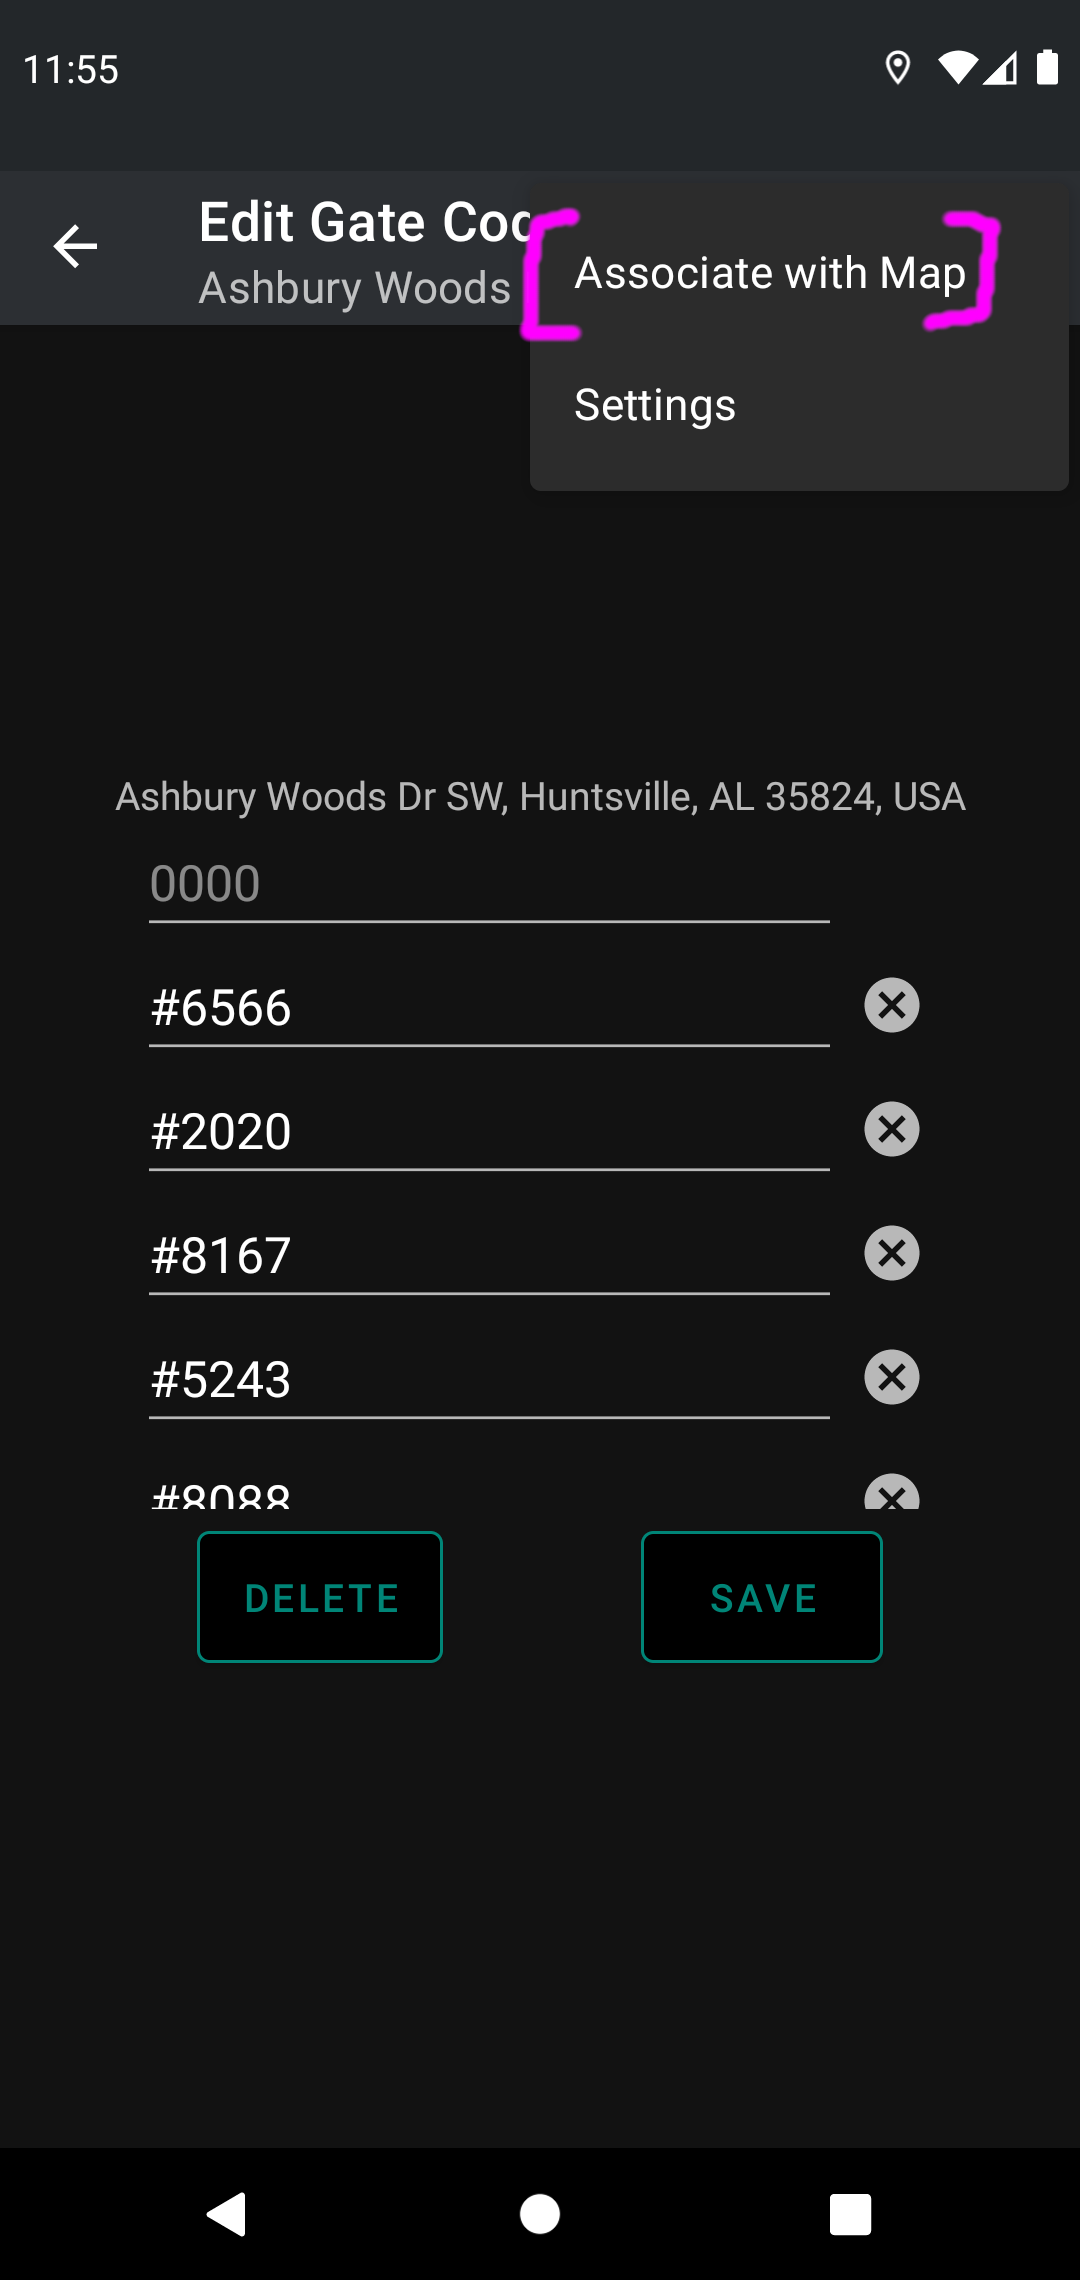 11:55
Edit Gate Coo
Ashbury Woods
Associate with Map
Settings
Ashbury Woods Dr SW, Huntsville, AL 35824, USA
0000
#6566
#2020
#8167
#5243
#8088
DELETE
SAVE